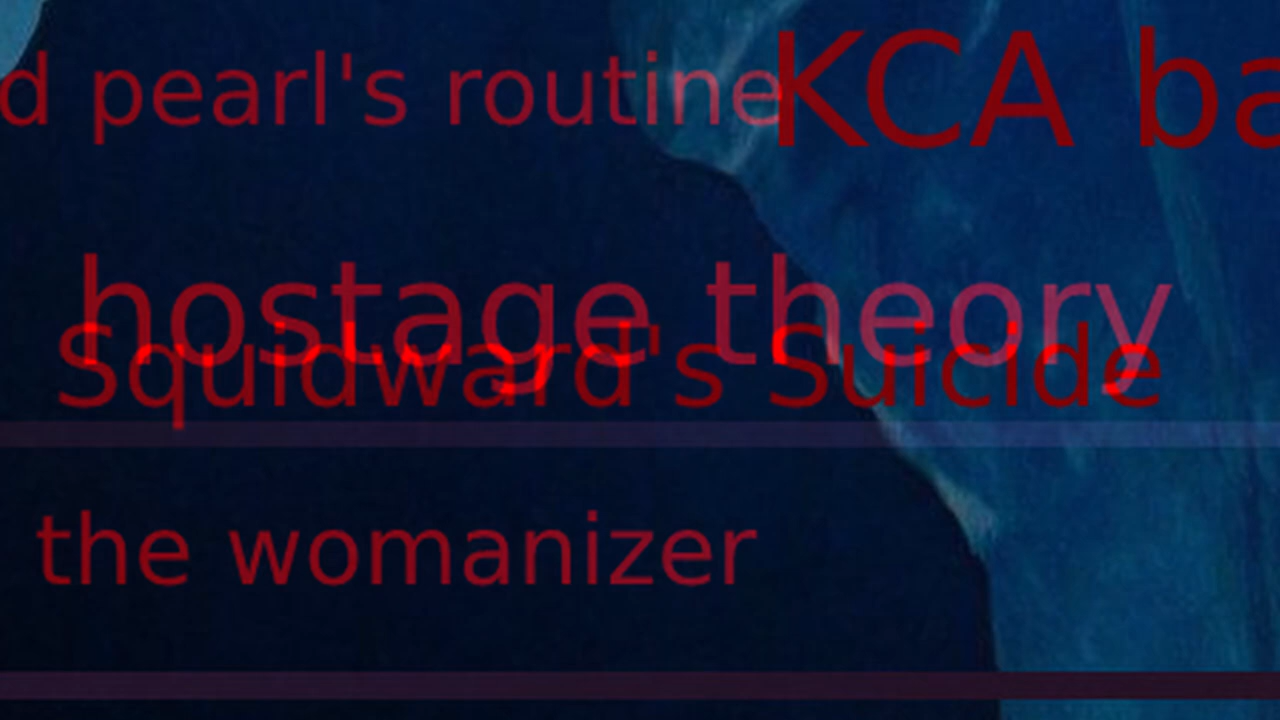 d pearl's routine
KCA ba
hostage theory
Squidward's Suicide
the womanizer